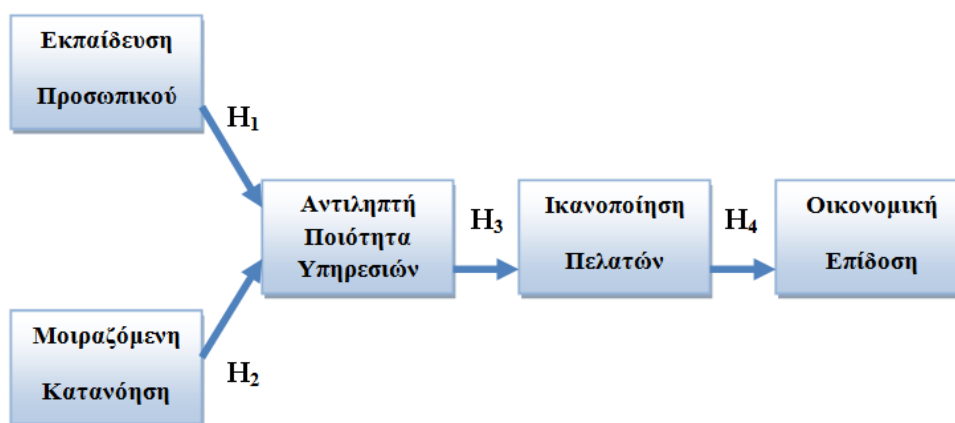 Εκπαίδευση
Προσωπικού
H1
Αντιληπτή
Ποιότητα
Υπηρεσιών
H3
Ικανοποίηση
Πελατών
H4
Οικονομική
Επίδοση
Μοιραζόμενη
Κατανόηση
H2